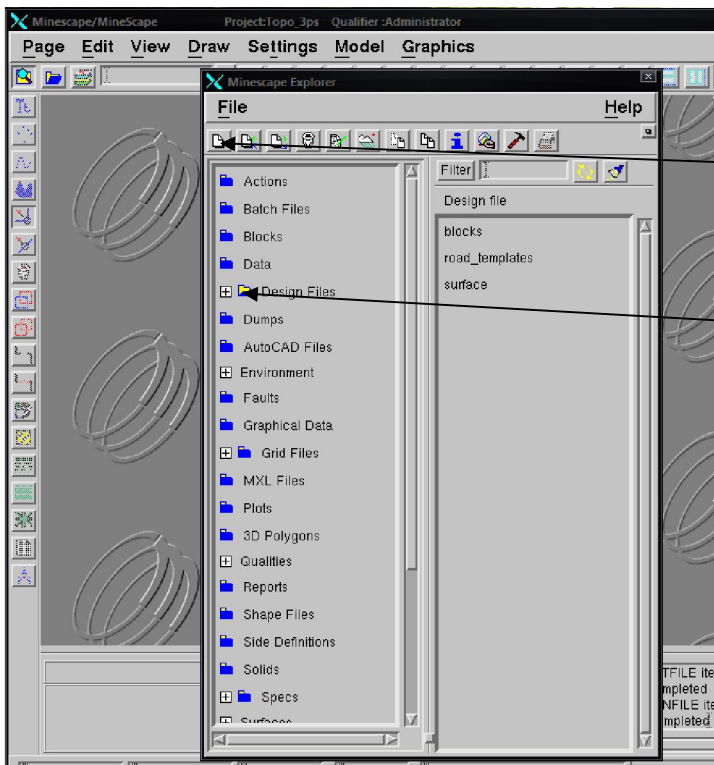 Minescape/MineScape Project:Topo_3ps Qualifier :Administrator
Page Edit View Draw Settings Model Graphics
Minescape Explorer
File Help
Filter
Design file
Actions
Batch Files
Blocks
Data
Design Files
Dumps
AutoCAD Files
Environment
Faults
Graphical Data
Grid Files
MXL Files
Plots
3D Polygons
Qualities
Reports
Shape Files
Side Definitions
Solids
Specs
Surfaces
blocks
road_templates
surface
TFILE ite
mpleted
NFILE ite
mpleted